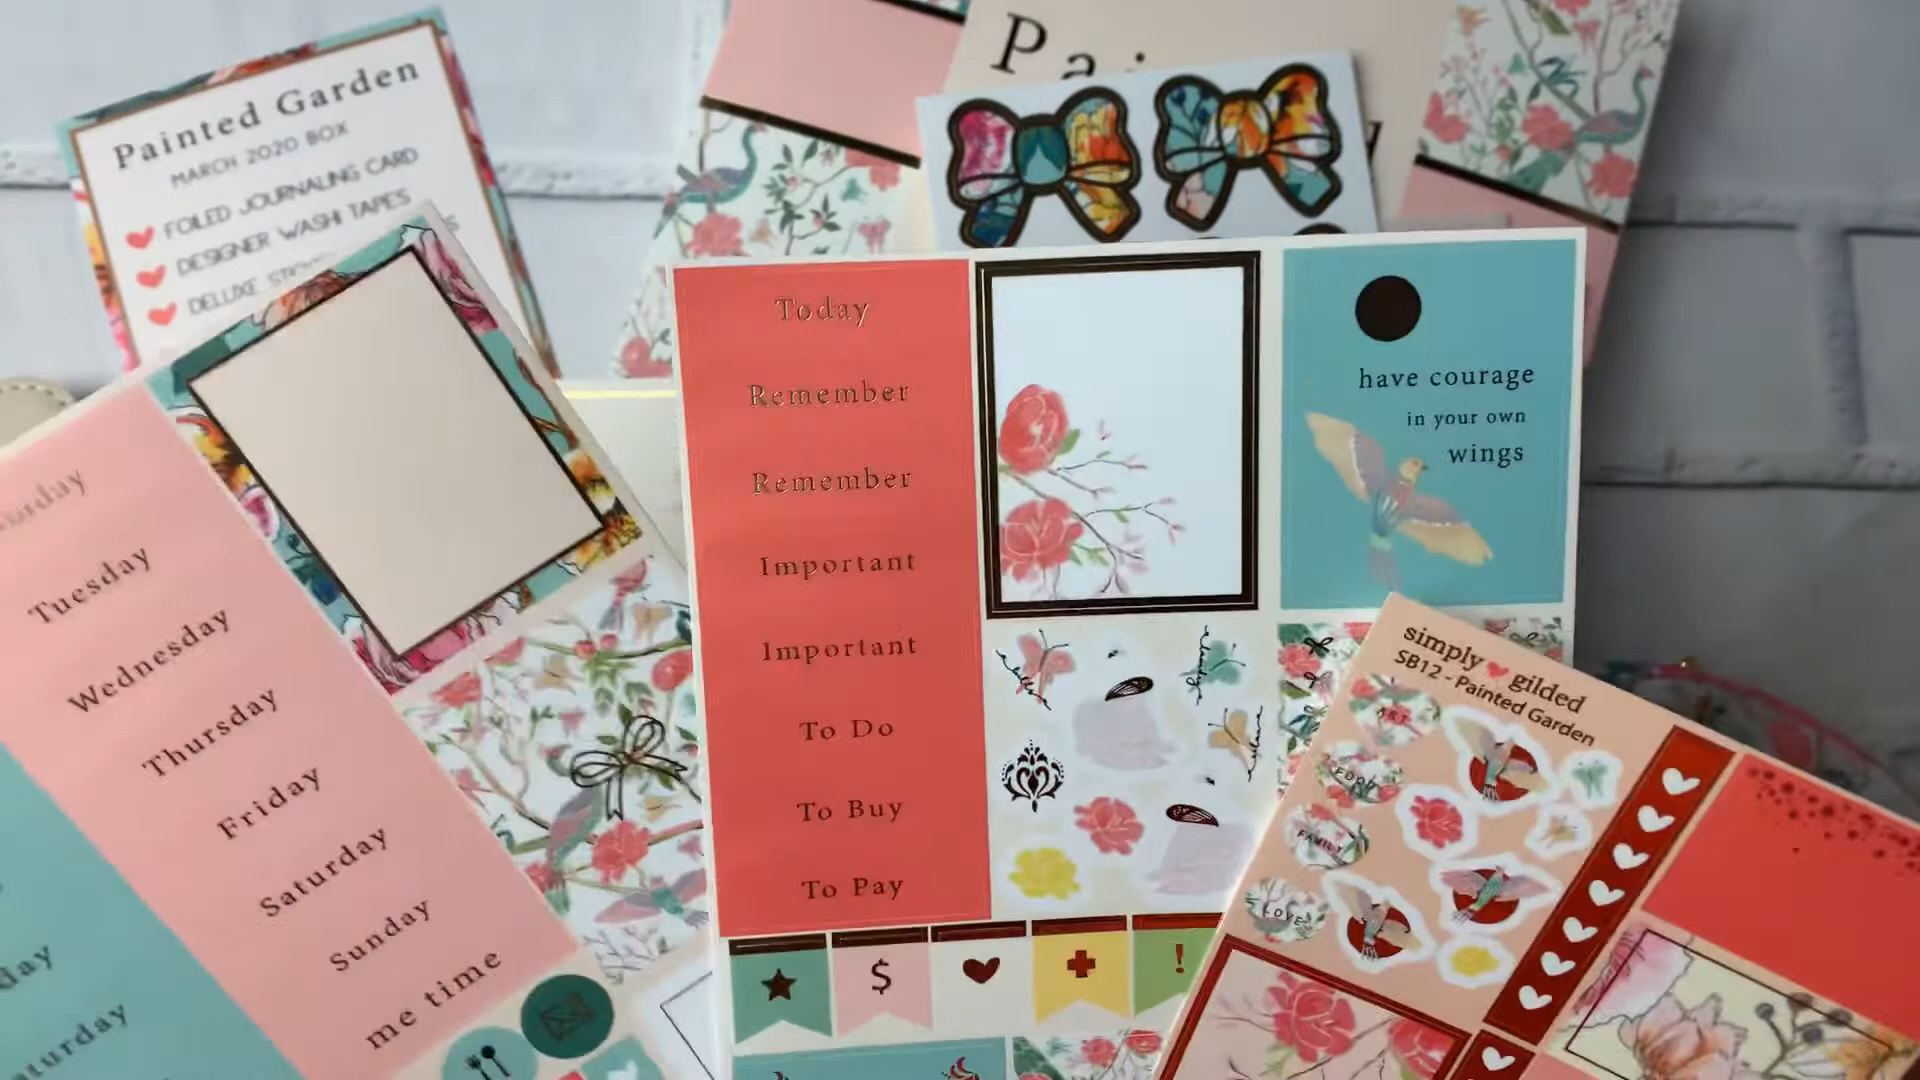 Painted Garden
MARCH 2020 BOX
FOILED JOURNALING CARD
DESIGNER WASHI TAPES
DELUXE
Tuesday
Wednesday
Thursday
Friday
Saturday
Sunday
me time
Today
Remember
Remember
Important
Important
To Do
To Buy
To Pay
$
!
have courage
in your own
wings
simply gilded
SB12 - Painted Garden
ART
FOOD
FAMILY
LOVE